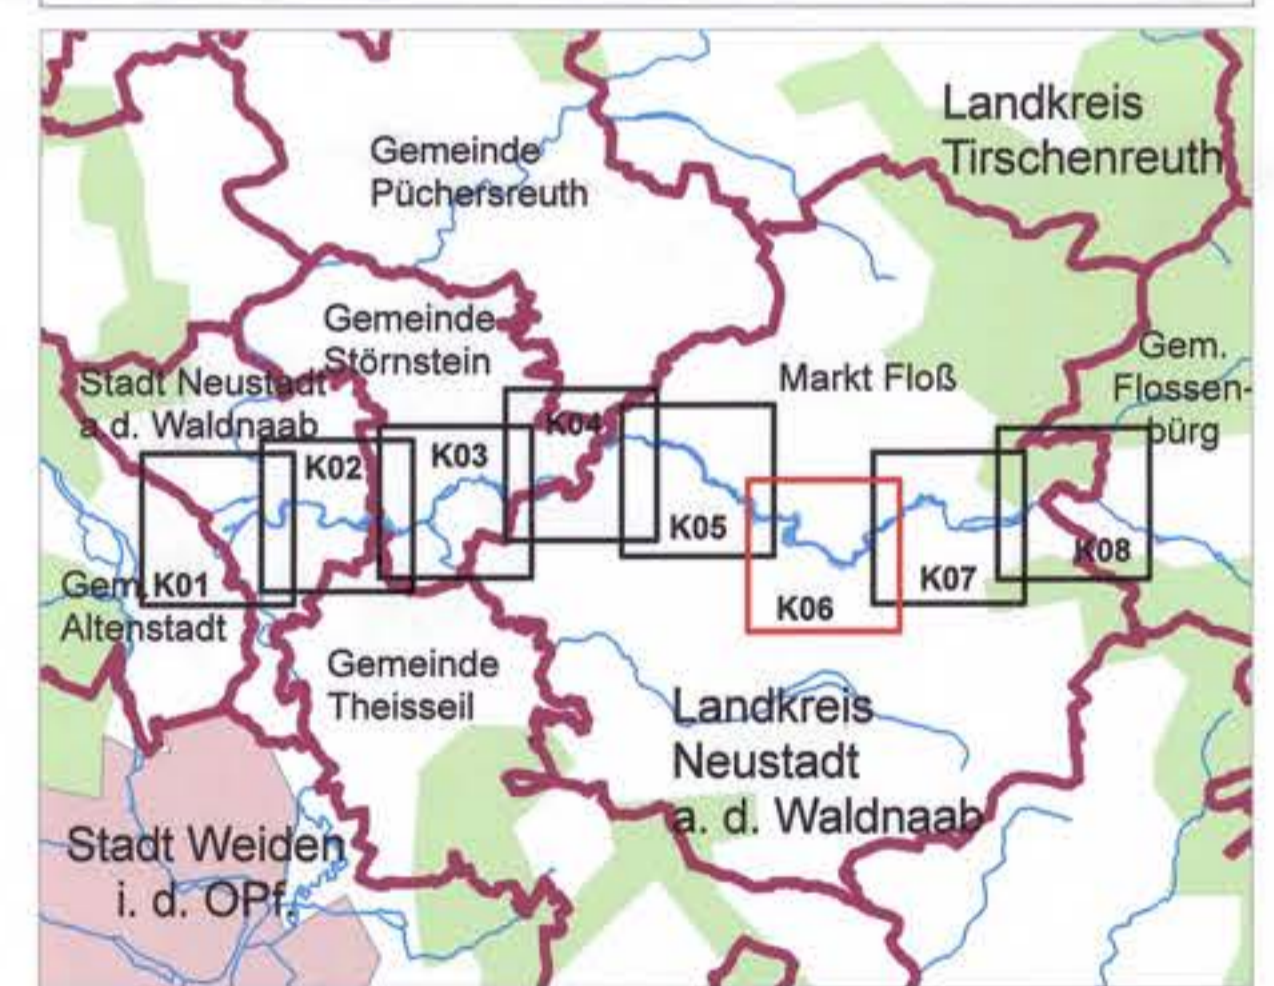 Landkreis
Tirschenreuth
Gemeinde
Püchersreuth
Gemeinde
Störnstein
Gem.
Flossen-
bürg
Markt Floß
Stadt Neustadt
a.d. Waldnaab
K01
K02
K03
K04
K05
K06
K07
K08
Gem.
Altenstadt
Gemeinde
Theisseil
Landkreis
Neustadt
a. d. Waldnaab
Stadt Weiden
i. d. OPf.